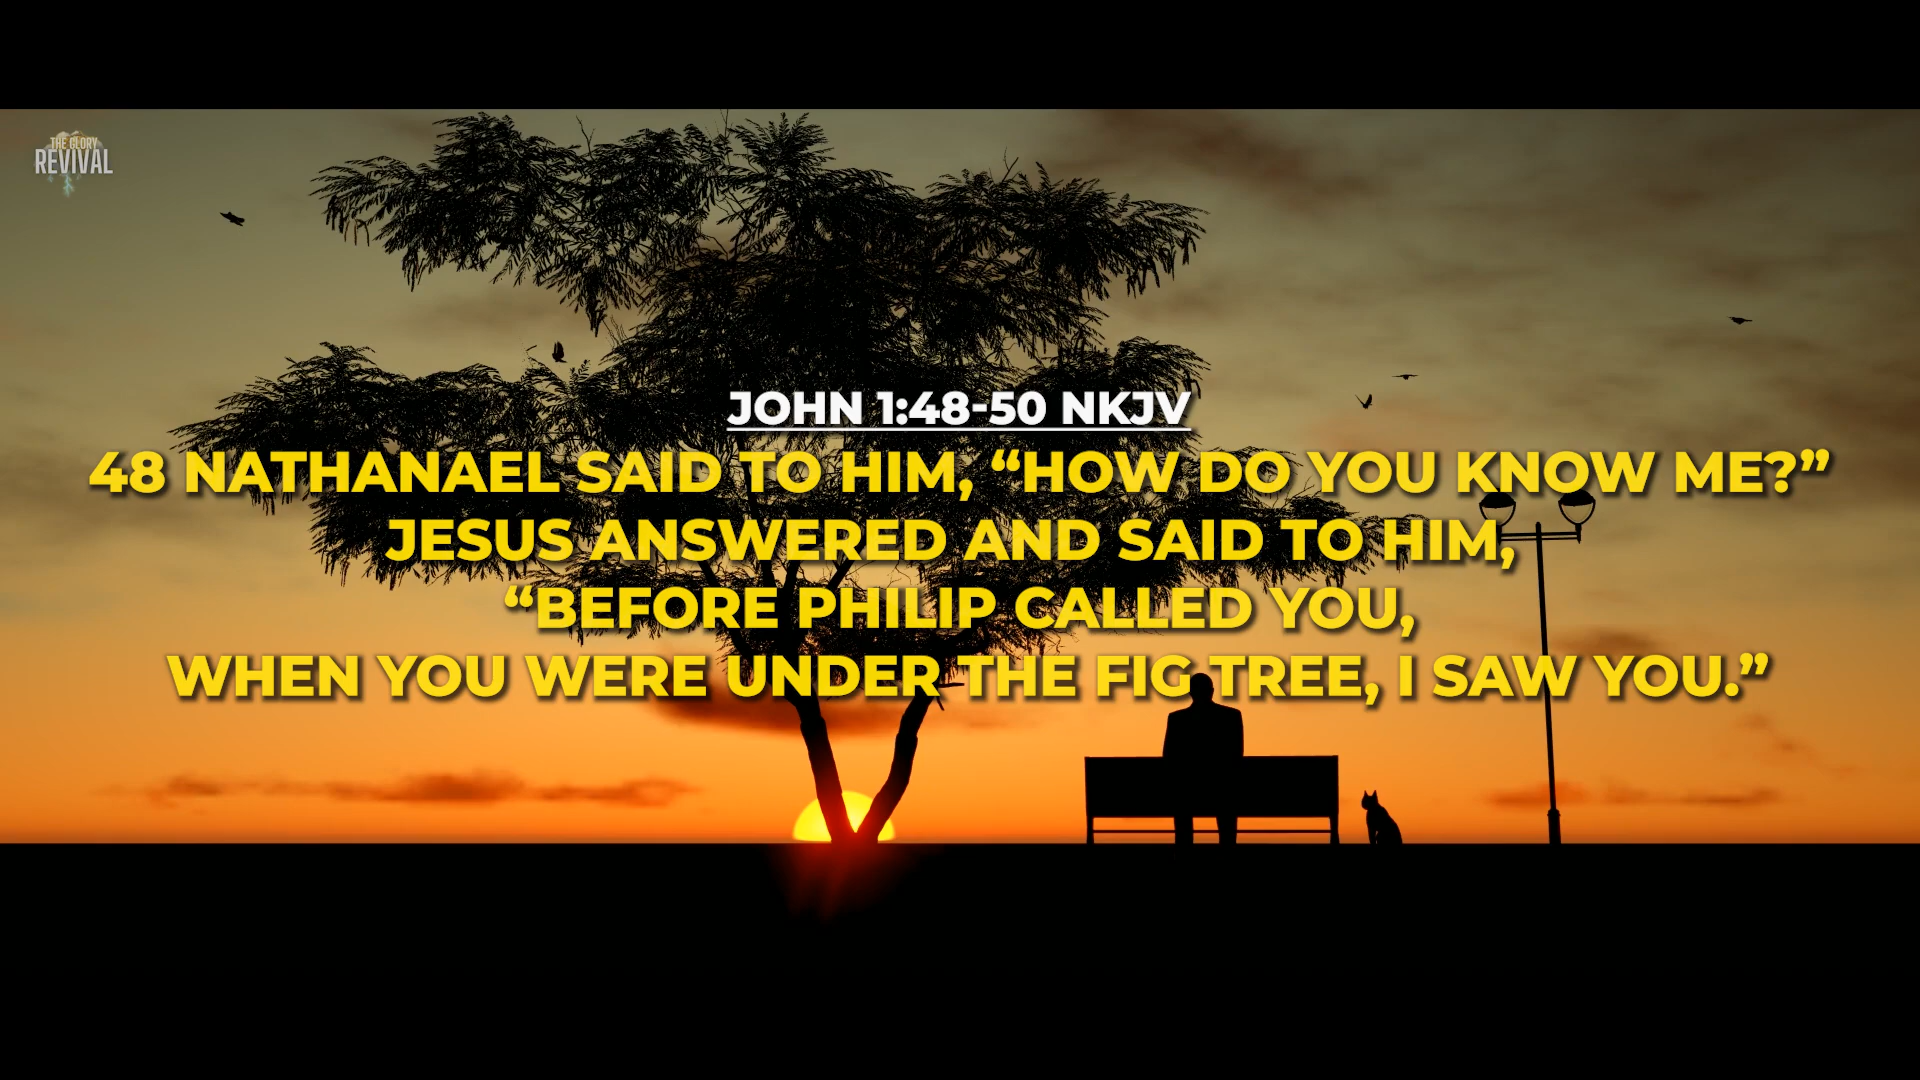 THE GLORY
REVIVAL
JOHN 1:48-50 NKJV
48 NATHANAEL SAID TO HIM, “HOW DO YOU KNOW ME?”
JESUS ANSWERED AND SAID TO HIM,
“BEFORE PHILIP CALLED YOU,
WHEN YOU WERE UNDER THE FIG TREE, I SAW YOU.”